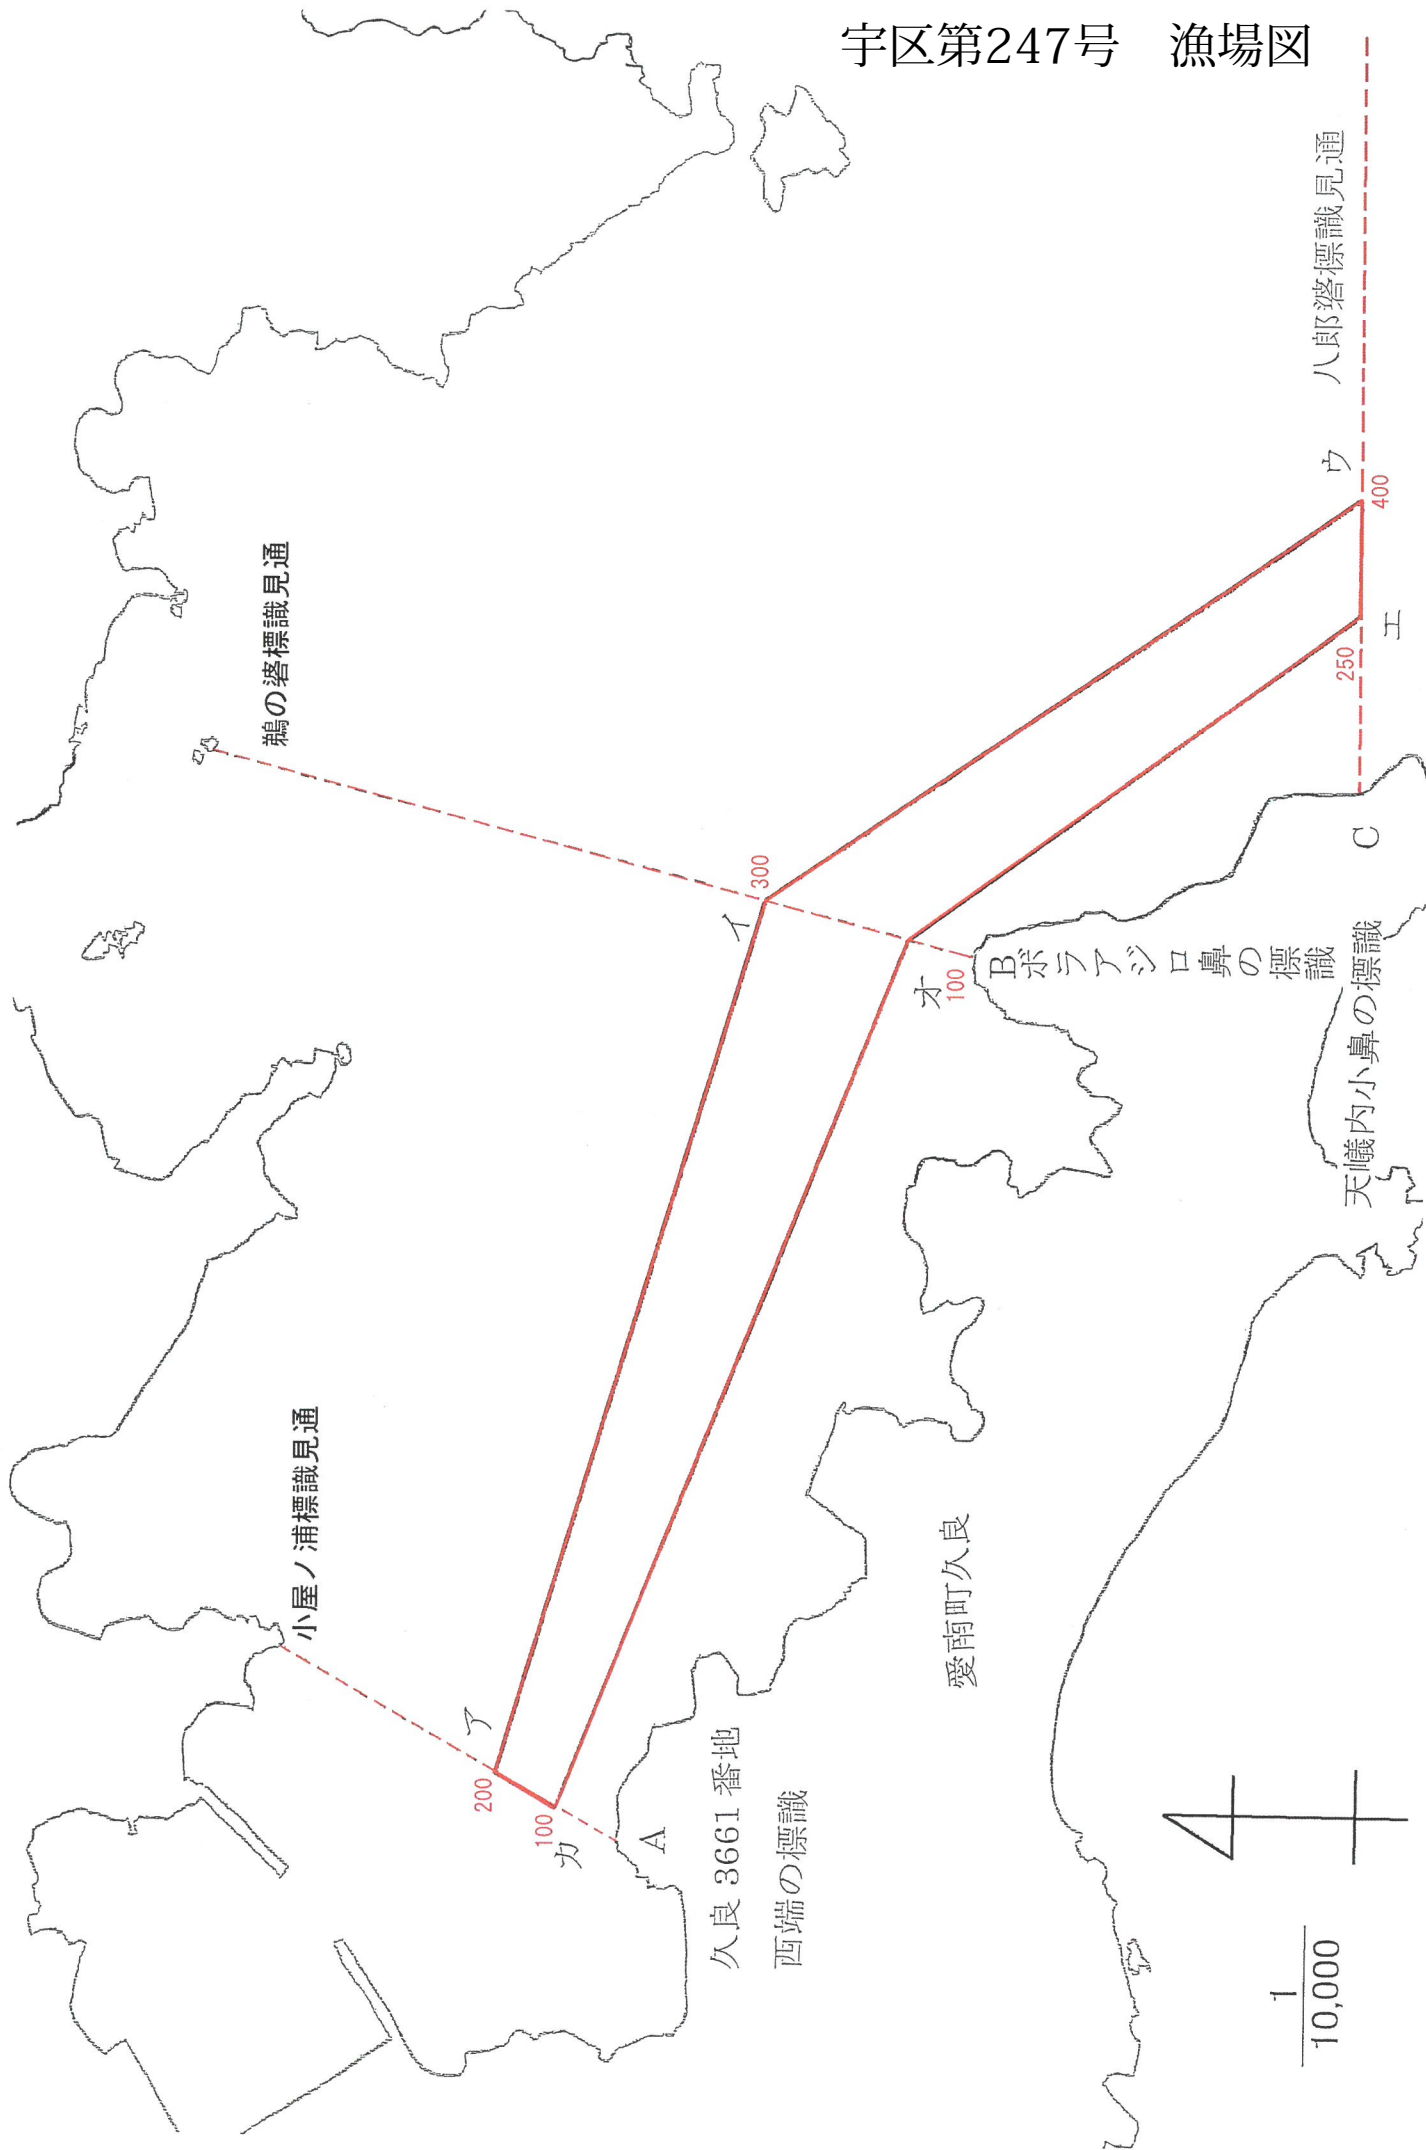 宇区第247号　漁場図
八郎碆標識見通
鵜の碆標識見通
小屋ノ浦標識見通
ア
200
100
カ
A
イ
300
オ
100
B
ボラアジロ鼻の標識
ウ
400
エ
250
C
天嶬内小鼻の標識
久良 3661 番地
西端の標識
愛南町久良
1
10,000